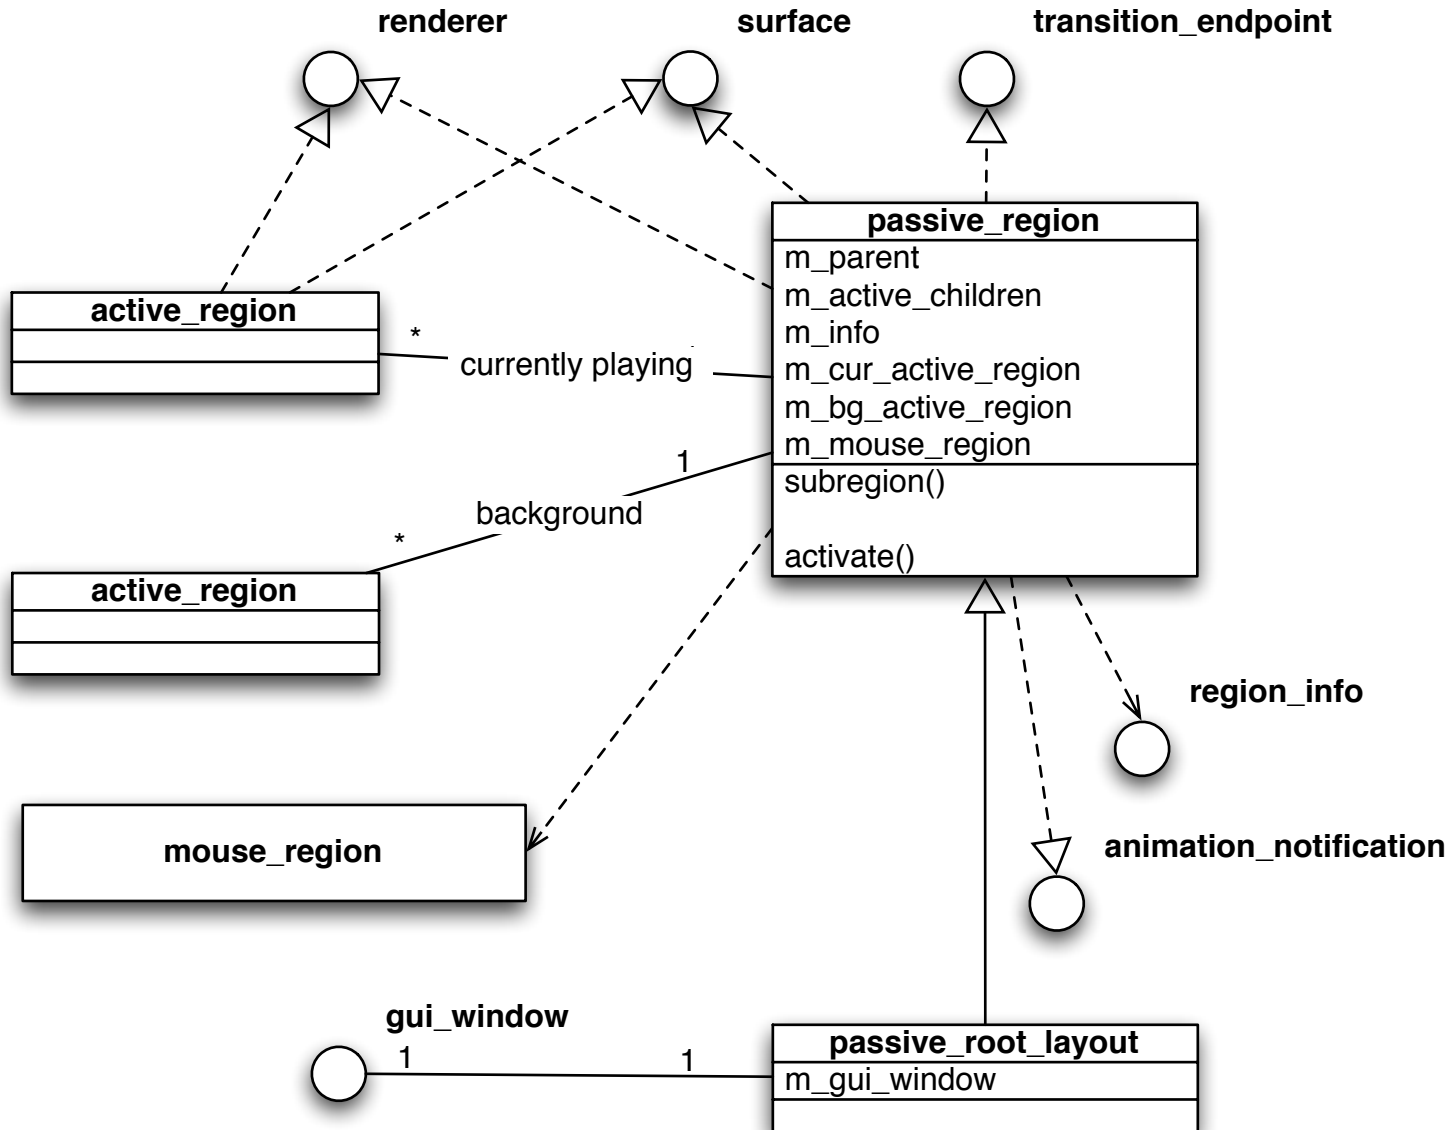 renderer
surface
transition_endpoint
passive_region
m_parent
m_active_children
m_info
m_cur_active_region
m_bg_active_region
m_mouse_region
subregion()
activate()
active_region
*
currently playing
1
background
*
active_region
region_info
mouse_region
animation_notification
gui_window
1
1
passive_root_layout
m_gui_window